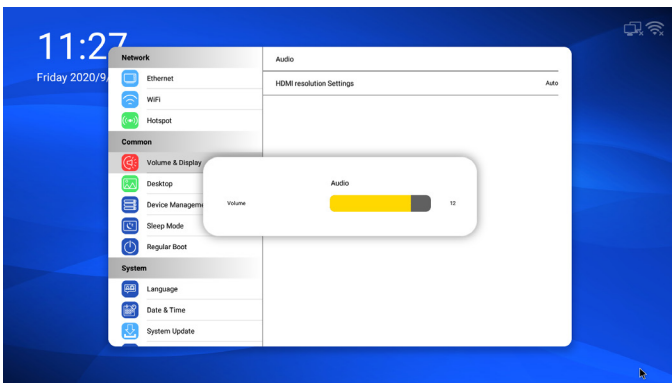 11:27
Friday 2020/9/
Network
Ethernet
WiFi
Hotspot
Common
Volume & Display
Desktop
Device Manageme
Sleep Mode
Regular Boot
System
Language
Date & Time
System Update
Audio
HDMI resolution Settings Auto
Audio
Volume 12